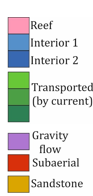 Reef
Interior 1
Interior 2
Transported
(by current)
Gravity
flow
Subaerial
Sandstone